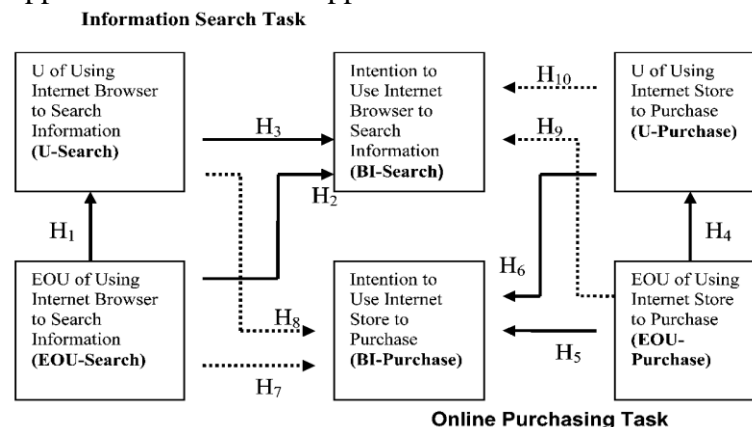 Information Search Task
U of Using
Internet Browser
to Search
Information
(U-Search)
Intention to
Use Internet
Browser to
Search
Information
(BI-Search)
U of Using
Internet Store
to Purchase
(U-Purchase)
H10
H9
H3
H2
H1
H4
H6
EOU of Using
Internet Browser
to Search
Information
(EOU-Search)
Intention to
Use Internet
Store to
Purchase
(BI-Purchase)
EOU of Using
Internet Store
to Purchase
(EOU-
Purchase)
H8
H5
H7
Online Purchasing Task